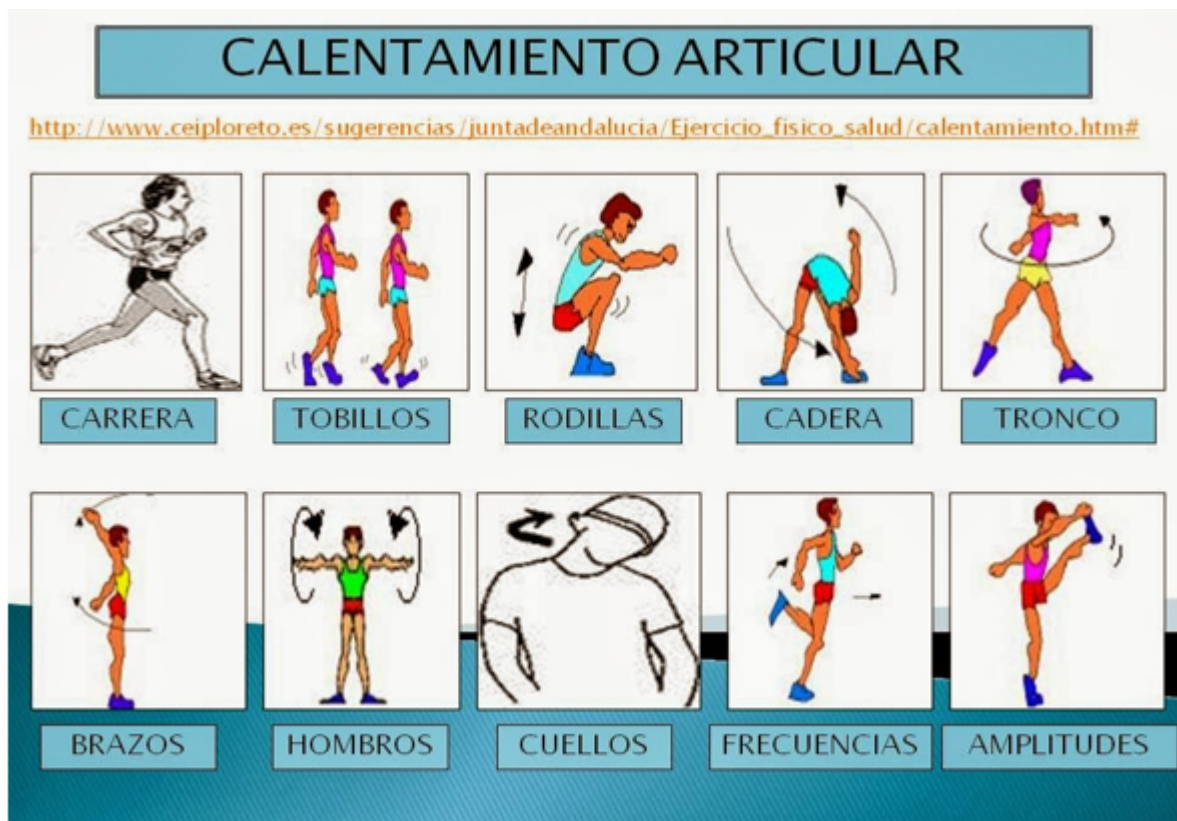 CALENTAMIENTO ARTICULAR
http://www.ceiploreto.es/sugerencias/juntadeandalucia/Ejercicio_fisico_salud/calentamiento.htm#
CARRERA
TOBILLOS
RODILLAS
CADERA
TRONCO
BRAZOS
HOMBROS
CUELLOS
FRECUENCIAS
AMPLITUDES